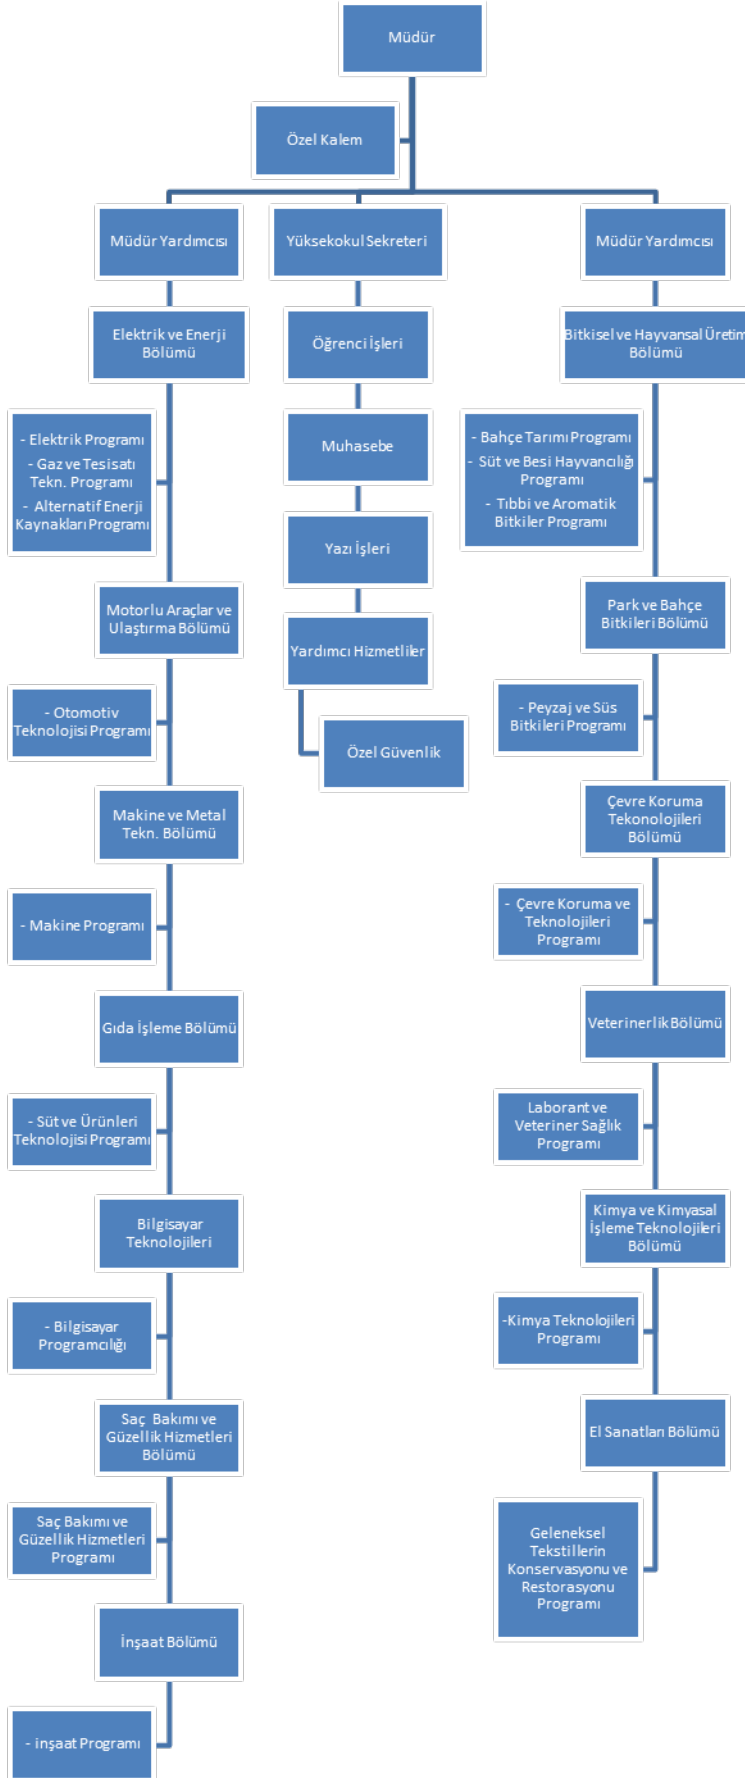 Müdür
Özel Kalem
Müdür Yardımcısı
Yüksekokul Sekreteri
Müdür Yardımcısı
Elektrik ve Enerji
Bölümü
- Elektrik Programı
- Gaz ve Tesisatı
Tekn. Programı
- Alternatif Enerji
Kaynakları Programı
Motorlu Araçlar ve
Ulaştırma Bölümü
- Otomotiv
Teknolojisi Programı
Makine ve Metal
Tekn. Bölümü
- Makine Programı
Gıda İşleme Bölümü
- Süt ve Ürünleri
Teknolojisi Programı
Bilgisayar
Teknolojileri
- Bilgisayar
Programcılığı
Saç Bakımı ve
Güzellik Hizmetleri
Bölümü
Saç Bakımı ve
Güzellik Hizmetleri
Programı
İnşaat Bölümü
- inşaat Programı
Öğrenci İşleri
Muhasebe
Yazı İşleri
Yardımcı Hizmetliler
Özel Güvenlik
Bitkisel ve Hayvansal Üretim
Bölümü
- Bahçe Tarımı Programı
- Süt ve Besi Hayvancılığı
Programı
- Tıbbi ve Aromatik
Bitkiler Programı
Park ve Bahçe
Bitkileri Bölümü
- Peyzaj ve Süs
Bitkileri Programı
Çevre Koruma
Tekonolojileri
Bölümü
- Çevre Koruma ve
Teknolojileri
Programı
Veterinerlik Bölümü
Laborant ve
Veteriner Sağlık
Programı
Kimya ve Kimyasal
İşleme Teknolojileri
Bölümü
-Kimya Teknolojileri
Programı
El Sanatları Bölümü
Geleneksel
Tekstillerin
Konservasyonu ve
Restorasyonu
Programı